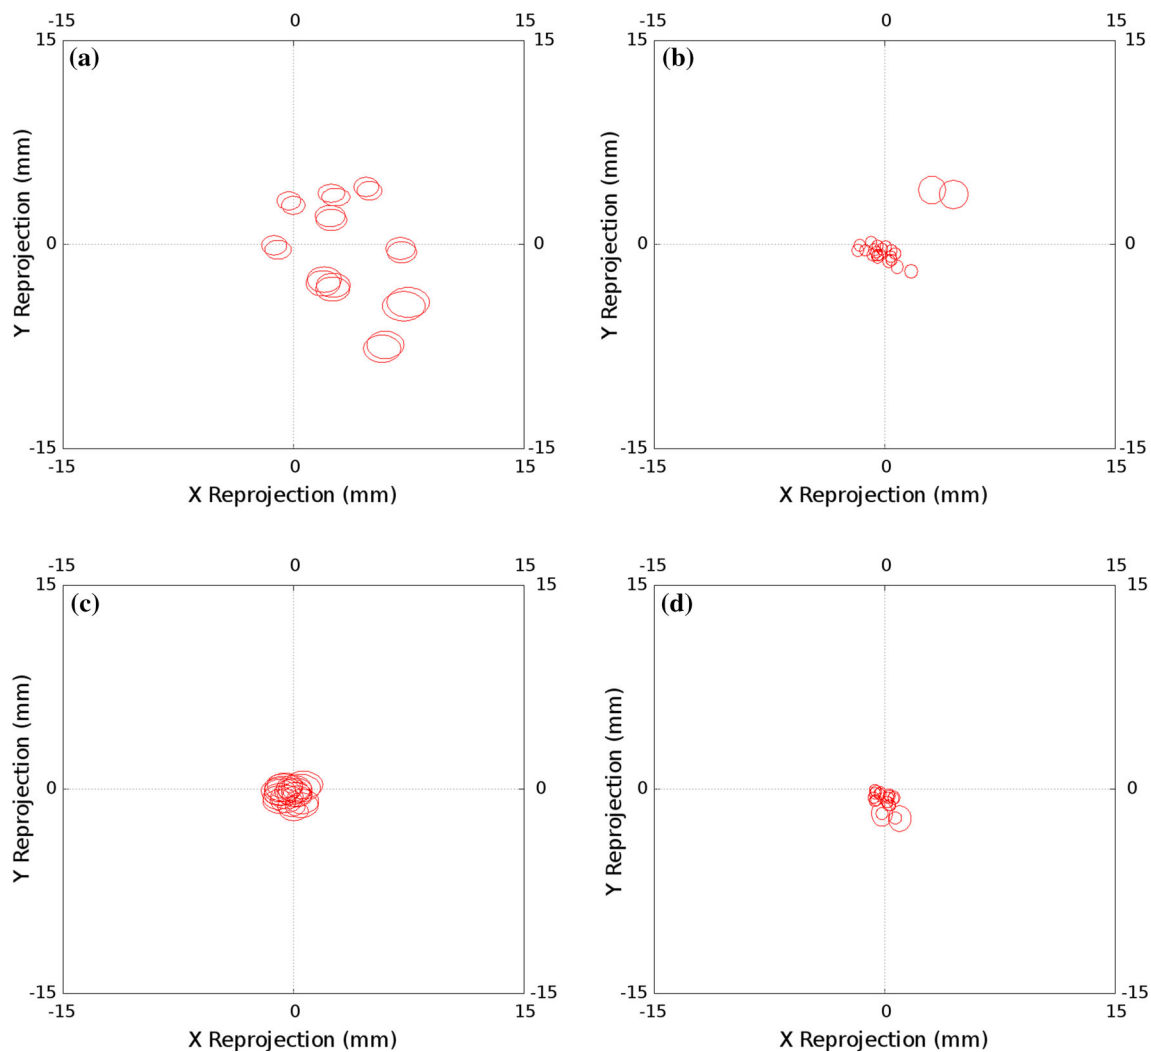 -15 0 15 -15 0 15
15 (a) 15 15 (b) 15
Y Reprojection (mm) Y Reprojection (mm)
0 0 0 0
-15 -15 -15 -15
-15 0 15 -15 0 15
X Reprojection (mm) X Reprojection (mm)
-15 0 15 -15 0 15
15 (c) 15 15 (d) 15
Y Reprojection (mm) Y Reprojection (mm)
0 0 0 0
-15 -15 -15 -15
-15 0 15 -15 0 15
X Reprojection (mm) X Reprojection (mm)